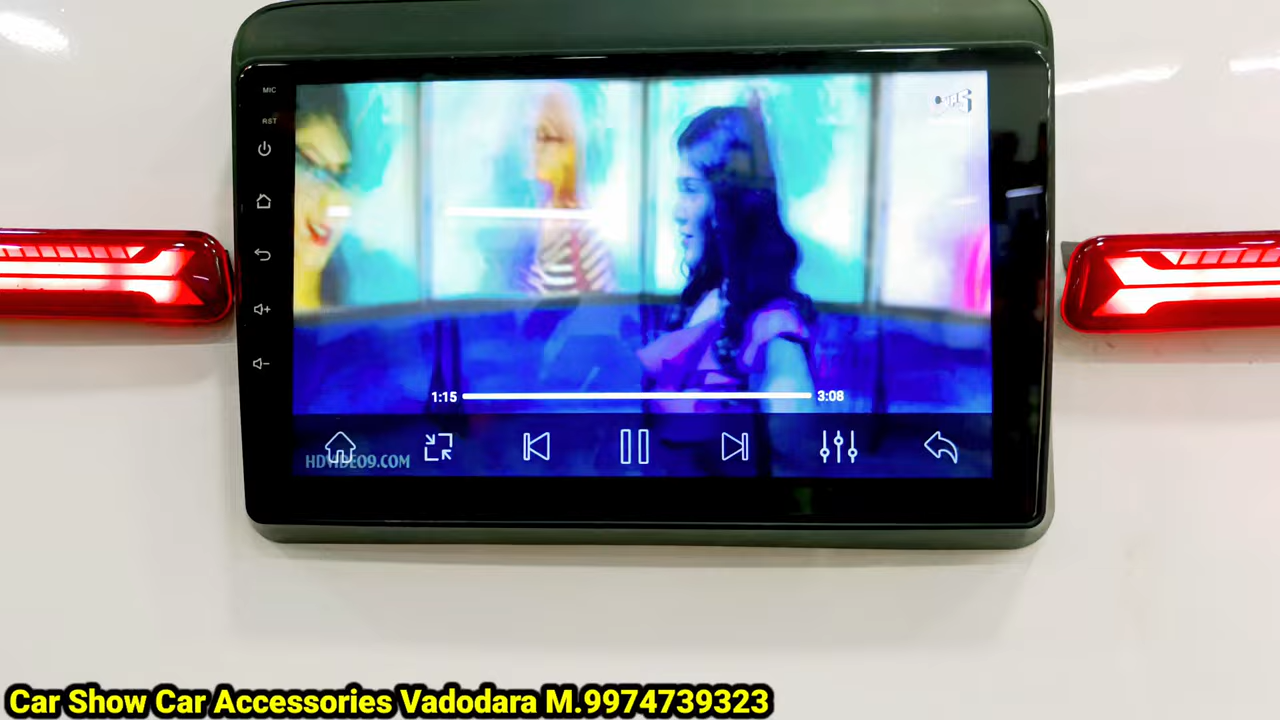 MIC
RST
1:15
3:08
HDVIDEO9.COM
Car Show Car Accessories Vadodara M.9974739323